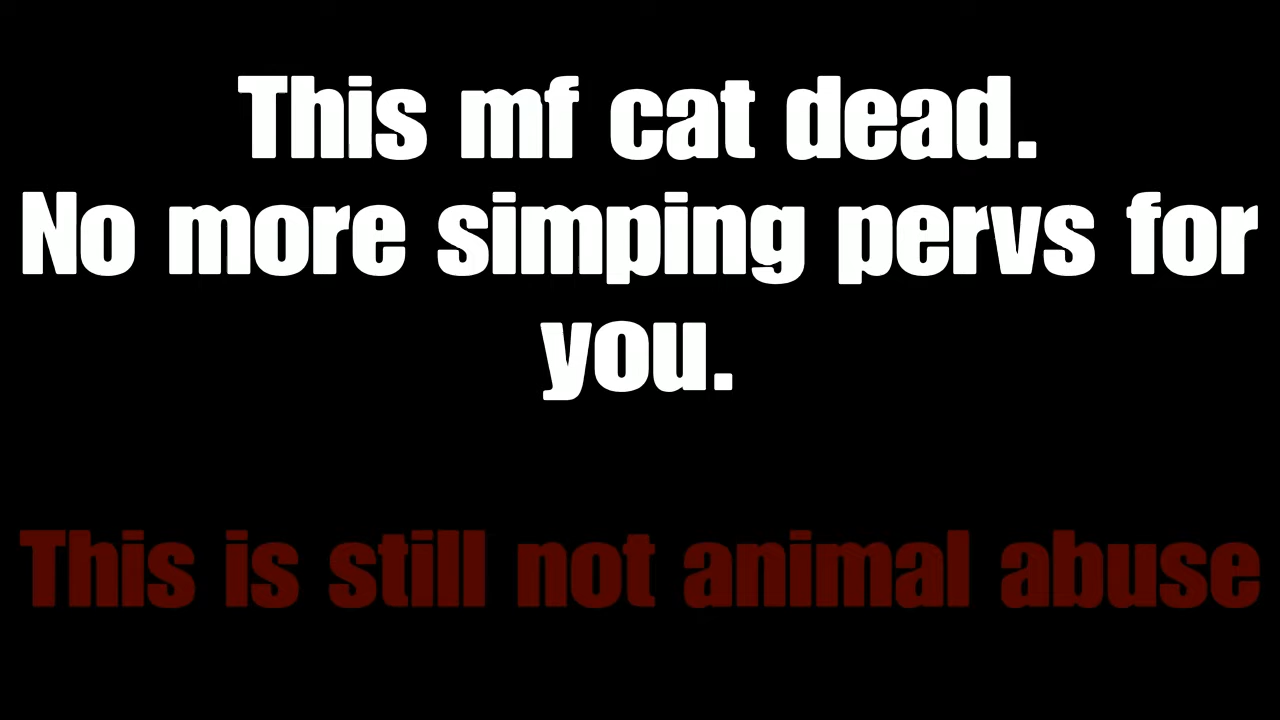 This mf cat dead.
No more simping pervs for
you.
This is still not animal abuse